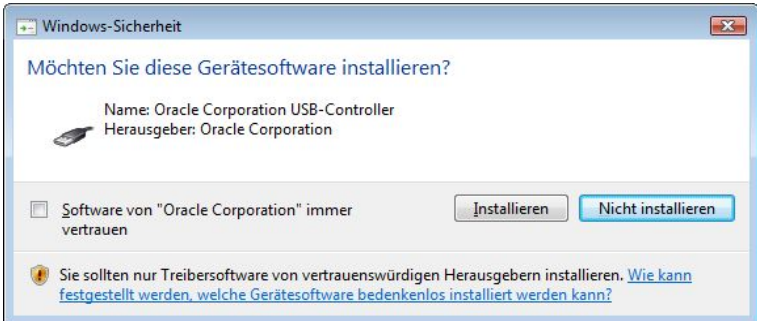 Windows-Sicherheit
Möchten Sie diese Gerätesoftware installieren?
Name: Oracle Corporation USB-Controller
Herausgeber: Oracle Corporation
Software von "Oracle Corporation" immer
vertrauen
Installieren
Nicht installieren
Sie sollten nur Treibersoftware von vertrauenswürdigen Herausgebern installieren. Wie kann
festgestellt werden, welche Gerätesoftware bedenkenlos installiert werden kann?